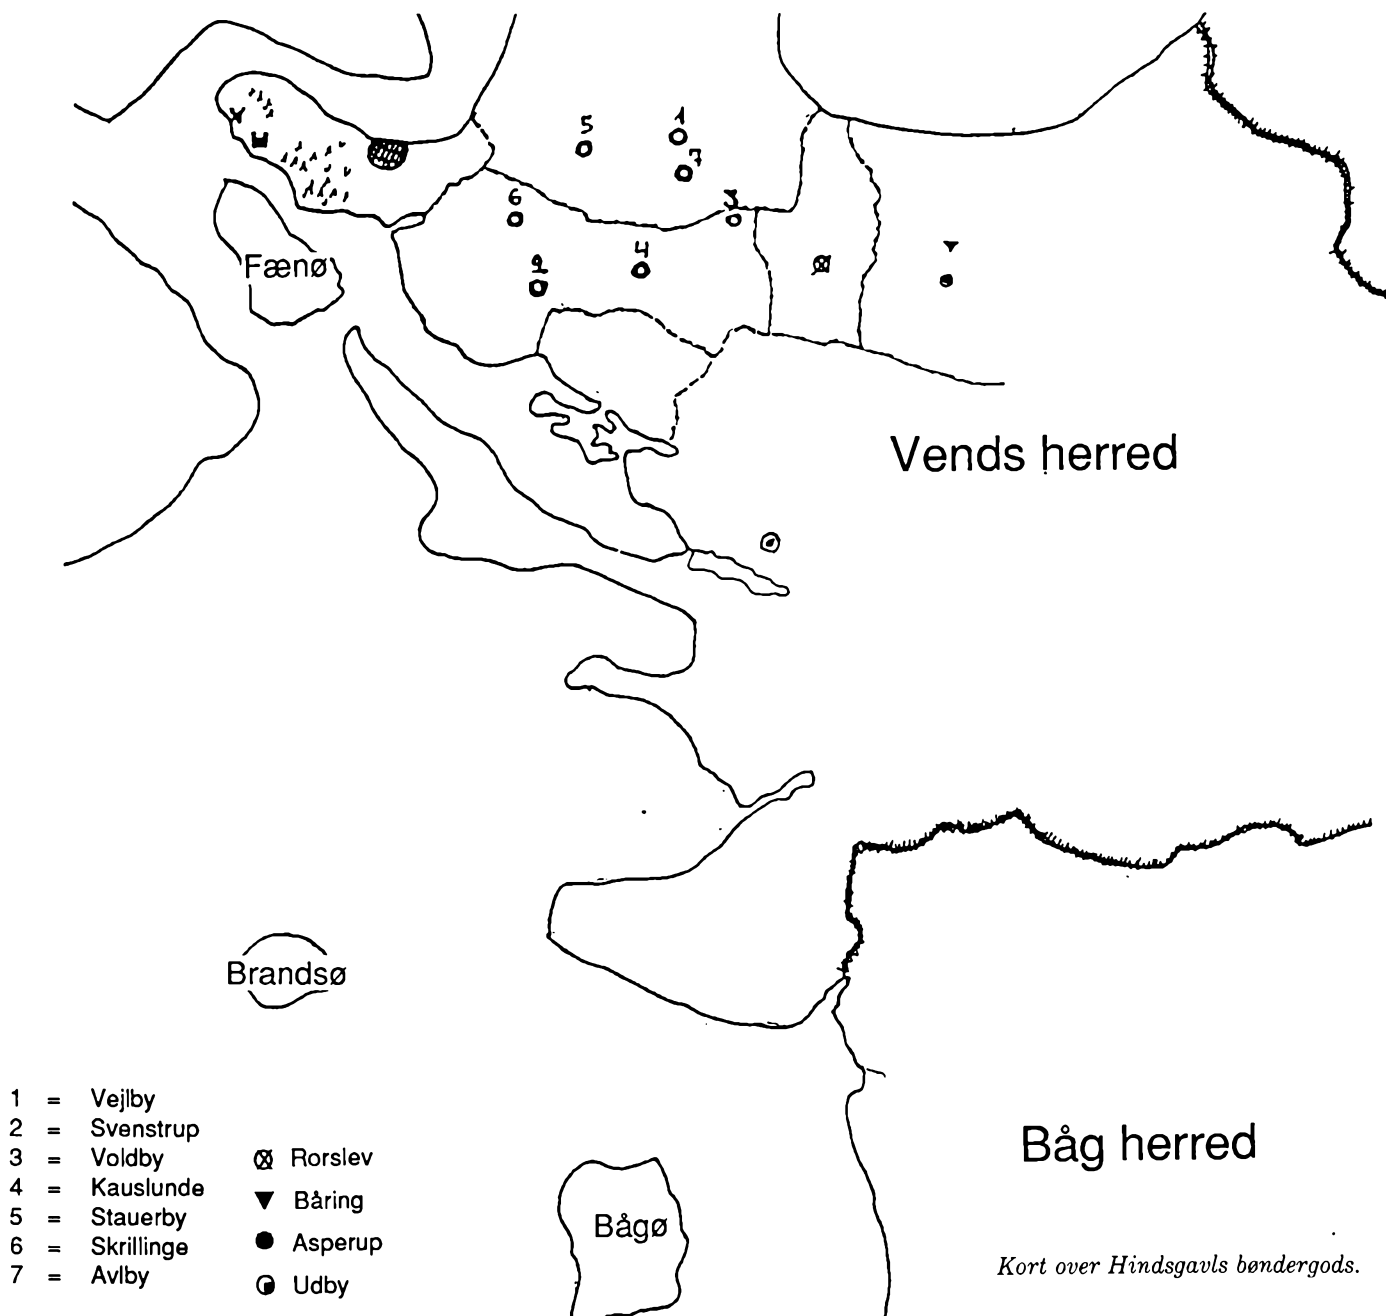 5
1
7
6
3
2
4
Fænø
Vends herred
Brandsø
1 = Vejlby
2 = Svenstrup
3 = Voldby
4 = Kauslunde
5 = Stauerby
6 = Skrillinge
7 = Avlby
Rorslev
Båring
Asperup
Udby
Bågø
Båg herred
Kort over Hindsgavls bøndergods.